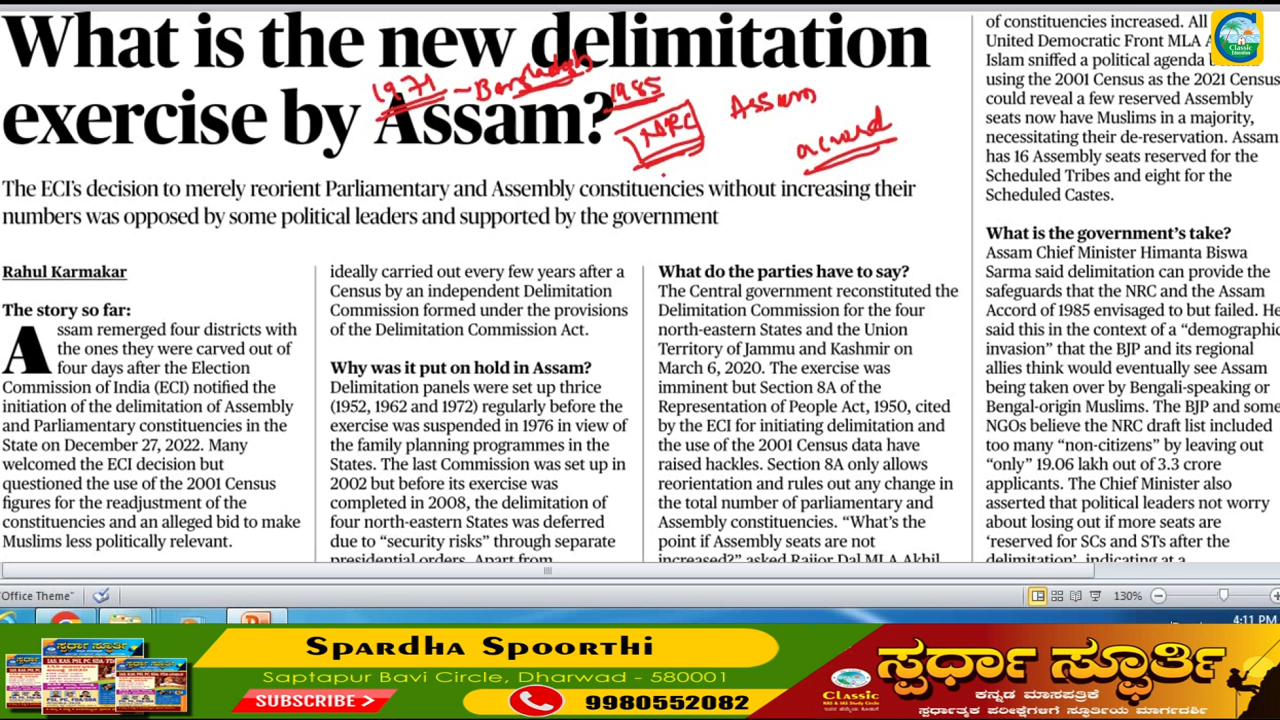 What is the new delimitation
exercise by Assam?
1971 - Bangladesh
1985
NRC
Assam
accord
The ECI's decision to merely reorient Parliamentary and Assembly constituencies without increasing their
numbers was opposed by some political leaders and supported by the government
Rahul Karmakar
The story so far:
Assam remerged four districts with
the ones they were carved out of
four days after the Election
Commission of India (ECI) notified the
initiation of the delimitation of Assembly
and Parliamentary constituencies in the
State on December 27, 2022. Many
welcomed the ECI decision but
questioned the use of the 2001 Census
figures for the readjustment of the
constituencies and an alleged bid to make
Muslims less politically relevant.
ideally carried out every few years after a
Census by an independent Delimitation
Commission formed under the provisions
of the Delimitation Commission Act.
Why was it put on hold in Assam?
Delimitation panels were set up thrice
(1952, 1962 and 1972) regularly before the
exercise was suspended in 1976 in view of
the family planning programmes in the
States. The last Commission was set up in
2002 but before its exercise was
completed in 2008, the delimitation of
four north-eastern States was deferred
due to "security risks" through separate
presidential orders. Apart from
What do the parties have to say?
The Central government reconstituted the
Delimitation Commission for the four
north-eastern States and the Union
Territory of Jammu and Kashmir on
March 6, 2020. The exercise was
imminent but Section 8A of the
Representation of People Act, 1950, cited
by the ECI for initiating delimitation and
the use of the 2001 Census data have
raised hackles. Section 8A only allows
reorientation and rules out any change in
the total number of parliamentary and
Assembly constituencies. "What's the
point if Assembly seats are not
increased?" asked Raijor Dal MLA Akhil
of constituencies increased. All
United Democratic Front MLA
Islam sniffed a political agenda
using the 2001 Census as the 2021 Census
could reveal a few reserved Assembly
seats now have Muslims in a majority,
necessitating their de-reservation. Assam
has 16 Assembly seats reserved for the
Scheduled Tribes and eight for the
Scheduled Castes.
What is the government's take?
Assam Chief Minister Himanta Biswa
Sarma said delimitation can provide the
safeguards that the NRC and the Assam
Accord of 1985 envisaged to but failed. He
said this in the context of a "demographic
invasion" that the BJP and its regional
allies think would eventually see Assam
being taken over by Bengali-speaking or
Bengal-origin Muslims. The BJP and some
NGOs believe the NRC draft list included
too many "non-citizens" by leaving out
"only" 19.06 lakh out of 3.3 crore
applicants. The Chief Minister also
asserted that political leaders not worry
about losing out if more seats are
'reserved for SCs and STs after the
delimitation', indicating at a
Classic
Education
"Office Theme"
130%
4:11 PM
Spardha Spoorthi
Saptapur Bavi Circle, Dharwad - 580001
SUBSCRIBE
9980552082
ಸ್ಪರ್ಧಾ ಸ್ಫೂರ್ತಿ
Classic
KAS & IAS Study Circle
ಕನ್ನಡ ಮಾಸಪತ್ರಿಕೆ
ಸ್ಪರ್ಧಾತ್ಮಕ ಪರೀಕ್ಷೆಗಳಿಗೆ ಸ್ಫೂರ್ತಿಯ ಮಾರ್ಗದರ್ಶಿ